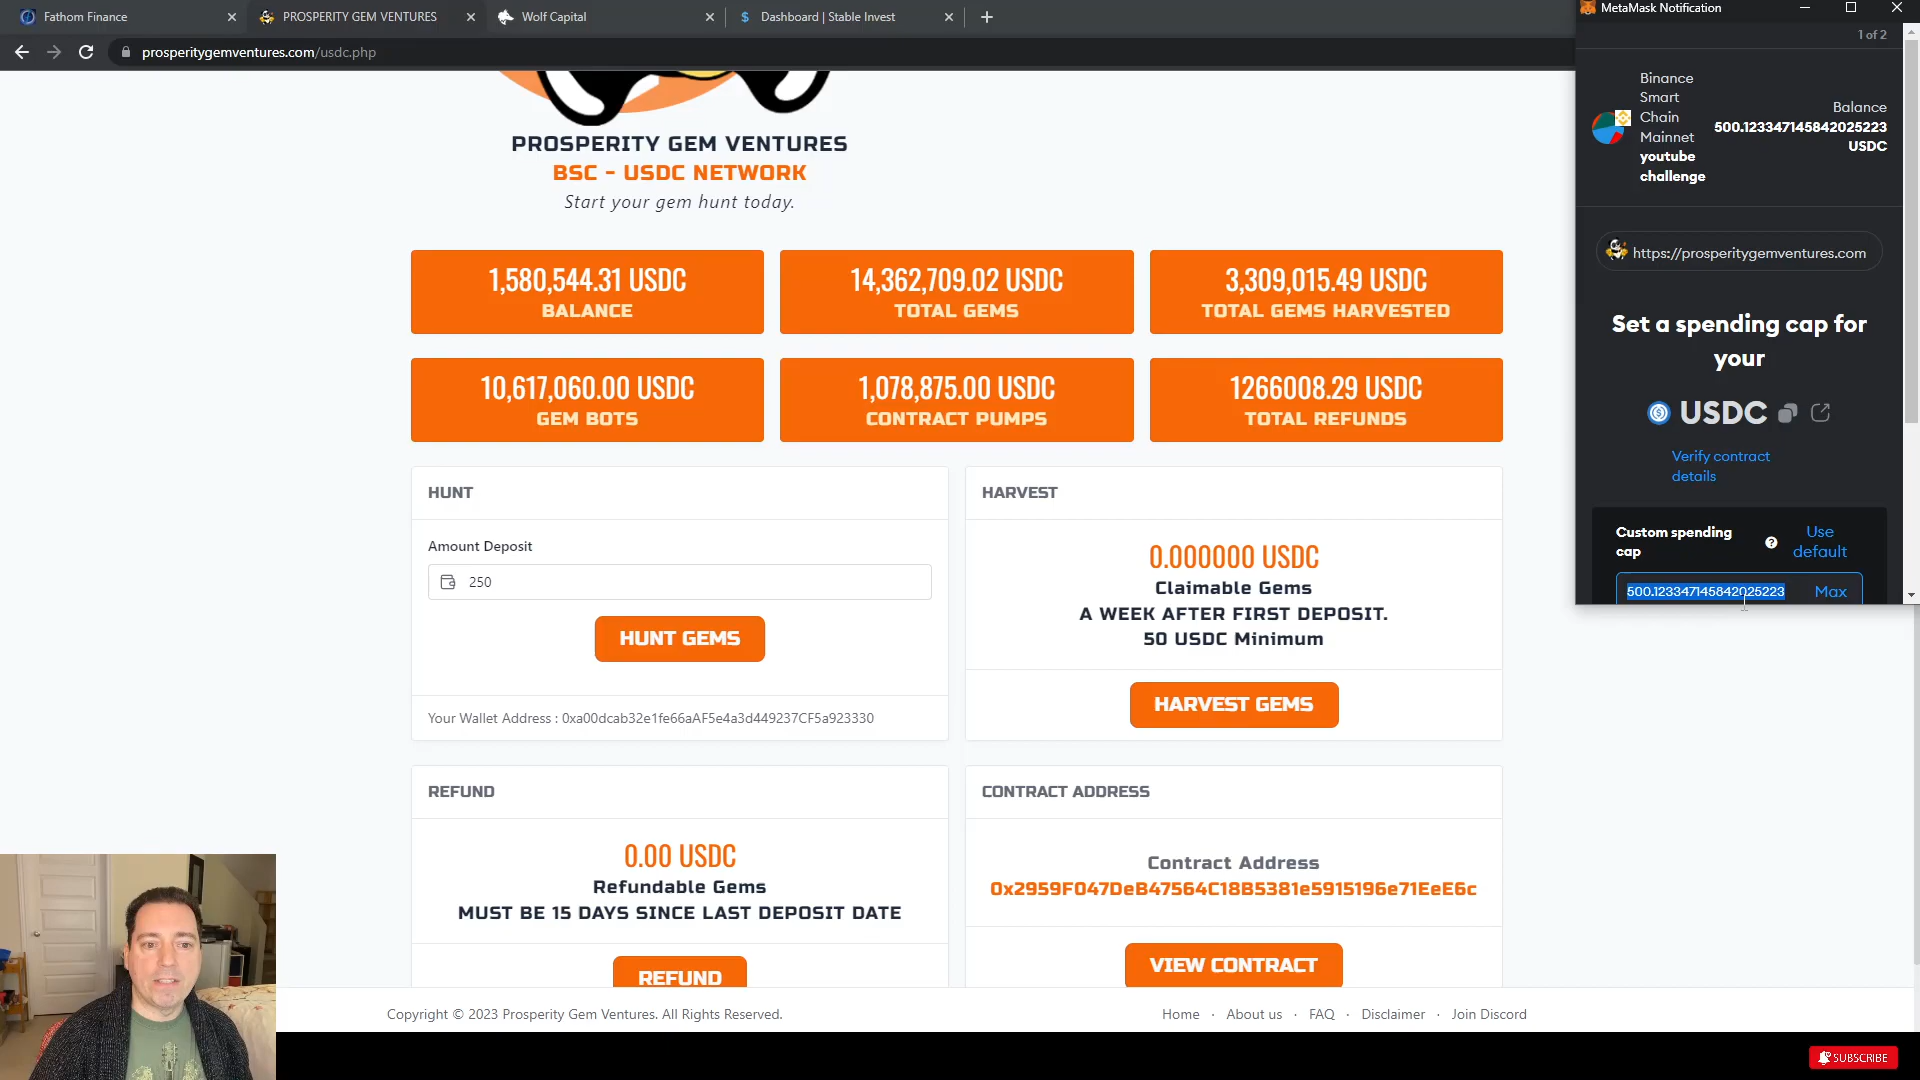 Fathom Finance
PROSPERITY GEM VENTURES
Wolf Capital
Dashboard | Stable Invest
prosperitygemventures.com/usdc.php
PROSPERITY GEM VENTURES
BSC - USDC NETWORK
Start your gem hunt today.
1,580,544.31 USDC
BALANCE
14,362,709.02 USDC
TOTAL GEMS
3,309,015.49 USDC
TOTAL GEMS HARVESTED
10,617,060.00 USDC
GEM BOTS
1,078,875.00 USDC
CONTRACT PUMPS
1266008.29 USDC
TOTAL REFUNDS
HUNT
Amount Deposit
250
HUNT GEMS
Your Wallet Address : 0xa00dcab32e1fe66aAF5e4a3d449237CF5a923330
HARVEST
0.000000 USDC
Claimable Gems
A WEEK AFTER FIRST DEPOSIT.
50 USDC Minimum
HARVEST GEMS
REFUND
0.00 USDC
Refundable Gems
MUST BE 15 DAYS SINCE LAST DEPOSIT DATE
REFUND
CONTRACT ADDRESS
Contract Address
0x2959F047DeB47564C18B5381e5915196e71EeE6c
VIEW CONTRACT
Copyright © 2023 Prosperity Gem Ventures. All Rights Reserved.
Home · About us · FAQ · Disclaimer · Join Discord
MetaMask Notification
1 of 2
Binance
Smart
Chain
Mainnet
youtube
challenge
Balance
500.123347145842025223
USDC
https://prosperitygemventures.com
Set a spending cap for
your
USDC
Verify contract
details
Custom spending
cap
Use
default
500.123347145842025223
Max
SUBSCRIBE